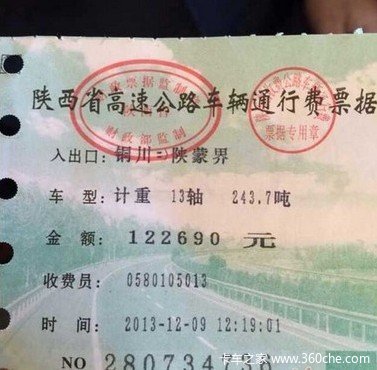 陕西省高速公路车辆通行费票据
财政部监制
票据专用章
入出口：铜川=陕蒙界
车 型：计重 13轴 243.7吨
金 额：122690 元
收费员：0580105013
时 间：2013-12-09 12:19:01
NO 280734730
卡车之家 www.360che.com